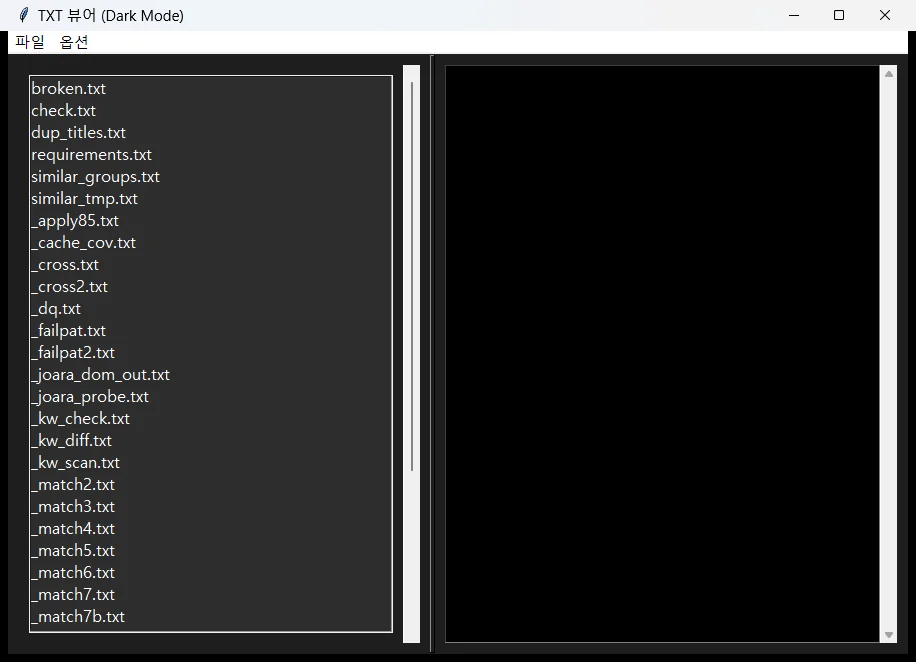 TXT 뷰어 (Dark Mode)
파일 옵션
broken.txt
check.txt
dup_titles.txt
requirements.txt
similar_groups.txt
similar_tmp.txt
_apply85.txt
_cache_cov.txt
_cross.txt
_cross2.txt
_dq.txt
_failpat.txt
_failpat2.txt
_joara_dom_out.txt
_joara_probe.txt
_kw_check.txt
_kw_diff.txt
_kw_scan.txt
_match2.txt
_match3.txt
_match4.txt
_match5.txt
_match6.txt
_match7.txt
_match7b.txt